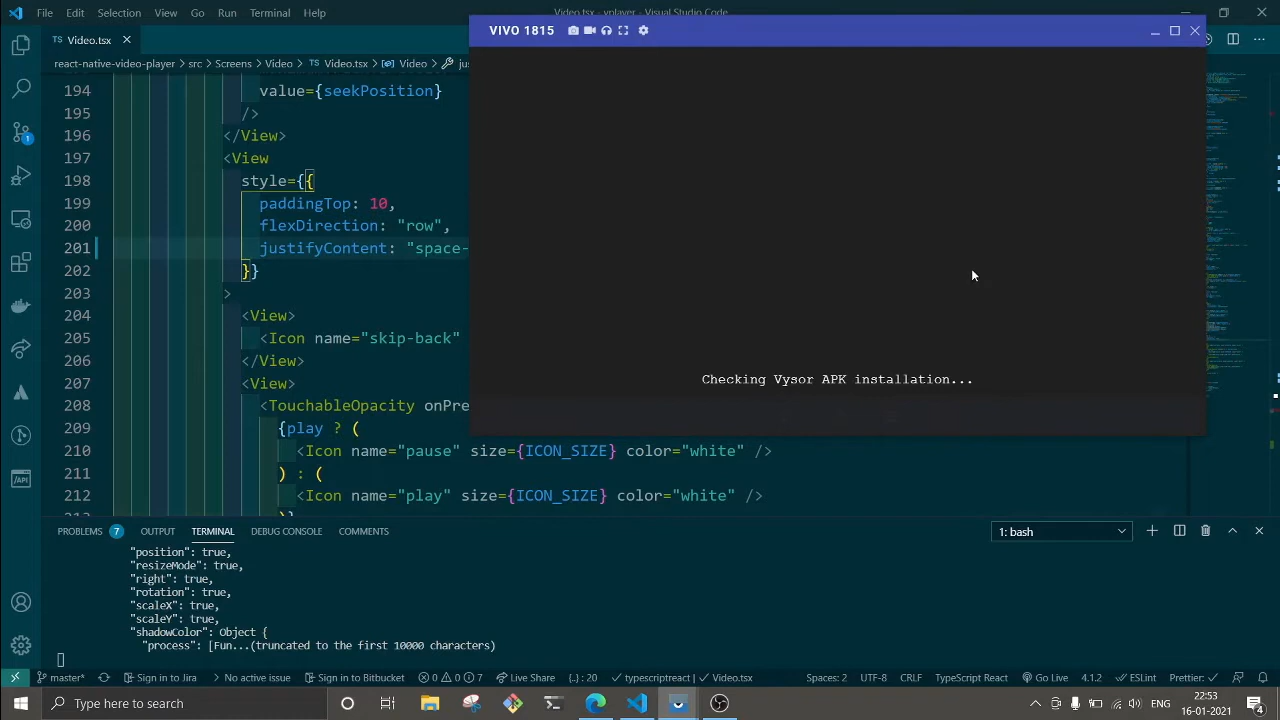 File Edit Selection View Go Run Terminal Help Video.tsx - vplayer - Visual Studio Code
VIVO 1815
Video.tsx
react-native-video-player > src > Screens > Video > Video.tsx > Video >
194 value={seekPosition}
195 />
196 </View>
197 <View
198 style={{
199 paddingTop: 10,
200 flexDirection: "row"
201 justifyContent: "space-
202 }}
203 >
204 <View>
205 <Icon name="skip-back"
206 </View>
207 <View>
208 <TouchableOpacity onPre
209 {play ? (
210 <Icon name="pause" size={ICON_SIZE} color="white" />
211 ) : (
212 <Icon name="play" size={ICON_SIZE} color="white" />
213 )}
Checking Vysor APK installation...
PROBLEMS 7 OUTPUT TERMINAL DEBUG CONSOLE COMMENTS 1: bash
"position": true,
"resizeMode": true,
"right": true,
"rotation": true,
"scaleX": true,
"scaleY": true,
"shadowColor": Object {
"process": [Fun...(truncated to the first 10000 characters)
master* Sign in to Jira No active issue Sign in to Bitbucket 0 0 7 Live Share {.} : 20 typescriptreact | Video.tsx Spaces: 2 UTF-8 CRLF TypeScript React Go Live 4.1.2 ESLint Prettier:
Type here to search
ENG
22:53
16-01-2021